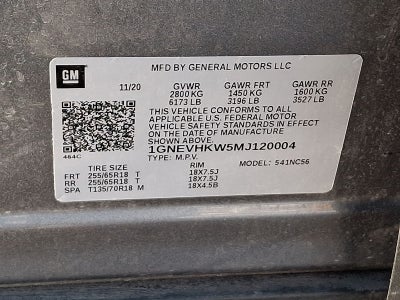 GM
MFD BY GENERAL MOTORS LLC
11/20 GVWR GAWR FRT GAWR RR
2800 KG 1450 KG 1600 KG
6173 LB 3196 LB 3527 LB
THIS VEHICLE CONFORMS TO ALL
APPLICABLE U.S. FEDERAL MOTOR
VEHICLE SAFETY STANDARDS IN EFFECT
ON THE DATE OF MANUFACTURE
SHOWN ABOVE.
1GNEVHKW5MJ120004
464C TYPE: M.P.V. MODEL: 541NC56
TIRE SIZE RIM
FRT 255/65R18 T 18X7.5J
RR 255/65R18 T 18X7.5J
SPA T135/70R18 M 18X4.5B